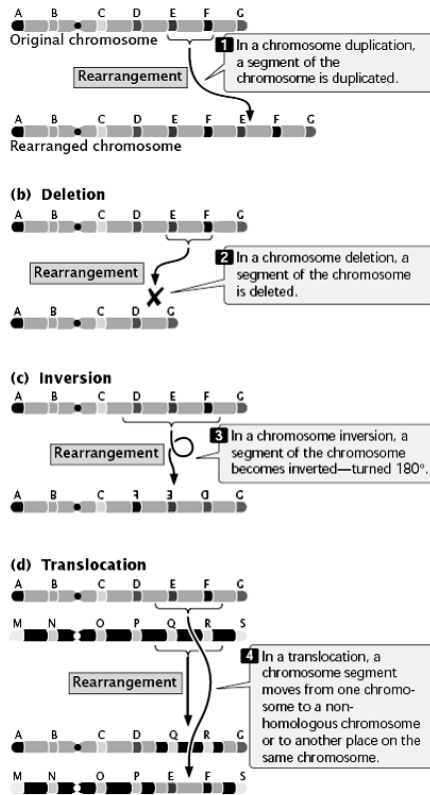 A B C D E F G
Original chromosome
1 In a chromosome duplication,
a segment of the
chromosome is duplicated.
Rearrangement
A B C D E F E F G
Rearranged chromosome
(b) Deletion
A B C D E F G
2 In a chromosome deletion, a
segment of the chromosome
is deleted.
Rearrangement
A B C D G
(c) Inversion
A B C D E F G
3 In a chromosome inversion, a
segment of the chromosome
becomes inverted—turned 180°.
Rearrangement
A B C F E D G
(d) Translocation
A B C D E F G
M N O P Q R S
4 In a translocation, a
chromosome segment
moves from one chromo-
some to a non-
homologous chromosome
or to another place on the
same chromosome.
Rearrangement
A B C D Q R G
M N O P E F S